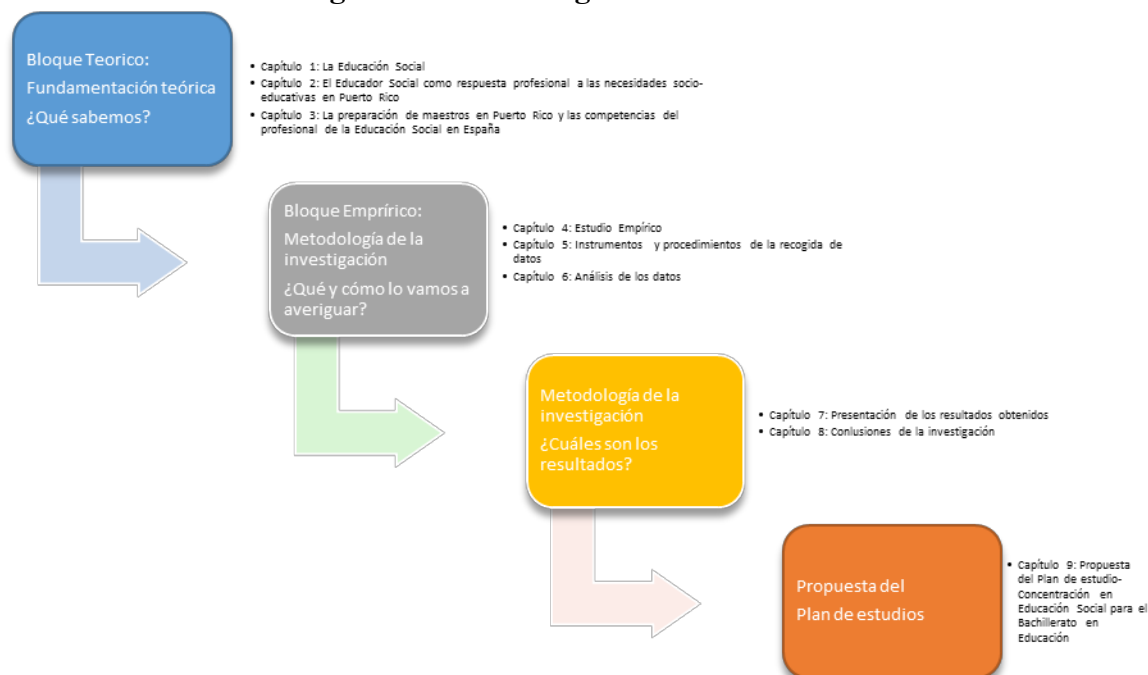 Bloque Teorico:
Fundamentación teórica
¿Qué sabemos?
• Capítulo 1: La Educación Social
• Capítulo 2: El Educador Social como respuesta profesional a las necesidades socio-
educativas en Puerto Rico
• Capítulo 3: La preparación de maestros en Puerto Rico y las competencias del
profesional de la Educación Social en España
Bloque Emprírico:
Metodología de la
investigación
¿Qué y cómo lo vamos a
averiguar?
• Capítulo 4: Estudio Empírico
• Capítulo 5: Instrumentos y procedimientos de la recogida de
datos
• Capítulo 6: Análisis de los datos
Metodología de la
investigación
¿Cuáles son los
resultados?
• Capítulo 7: Presentación de los resultados obtenidos
• Capítulo 8: Conlusiones de la investigación
Propuesta del
Plan de estudios
• Capítulo 9: Propuesta
del Plan de estudio-
Concentración en
Educación Social para el
Bachillerato en
Educación